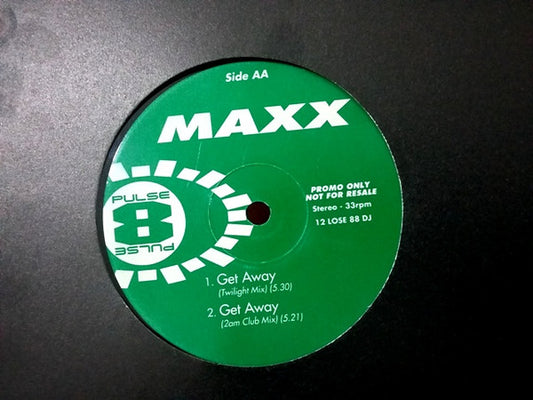 Side AA
MAXX
PROMO ONLY
NOT FOR RESALE
Stereo - 33rpm
12 LOSE 88 DJ
PULSE
8
PULSE
1. Get Away
(Twilight Mix) (5.30)
2. Get Away
(2am Club Mix) (5.21)